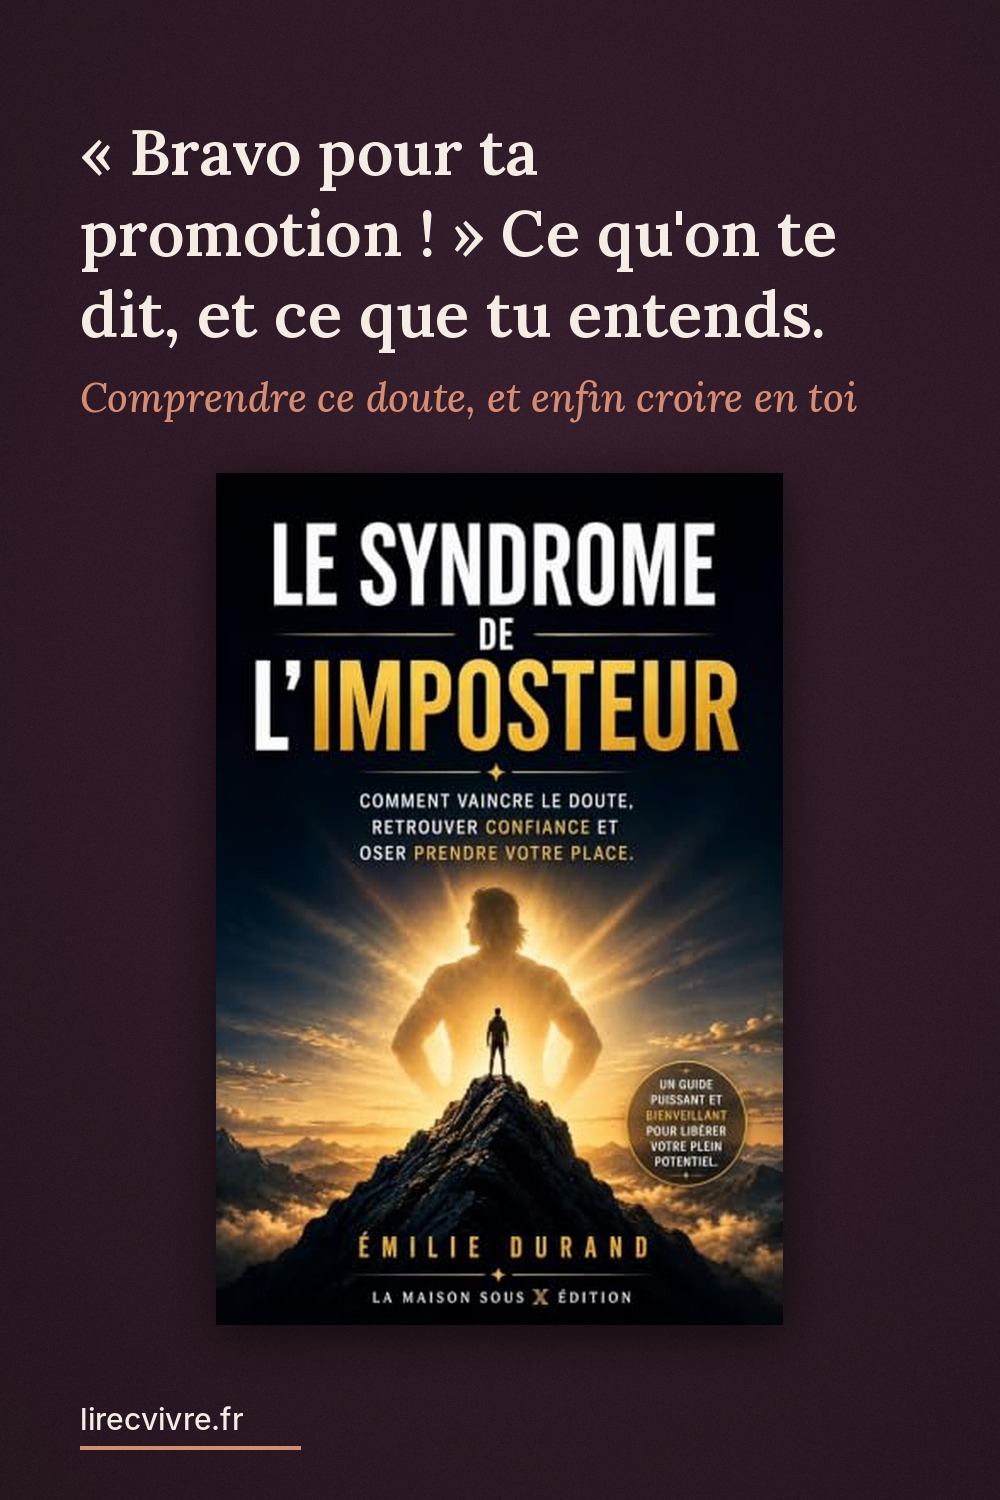 « Bravo pour ta
promotion ! » Ce qu'on te
dit, et ce que tu entends.
Comprendre ce doute, et enfin croire en toi
LE SYNDROME
DE
L’IMPOSTEUR
COMMENT VAINCRE LE DOUTE,
RETROUVER CONFIANCE ET
OSER PRENDRE VOTRE PLACE.
UN GUIDE
PUISSANT ET
BIENVEILLANT
POUR LIBÉRER
VOTRE PLEIN
POTENTIEL.
ÉMILIE DURAND
LA MAISON SOUS X ÉDITION
lirecvivre.fr